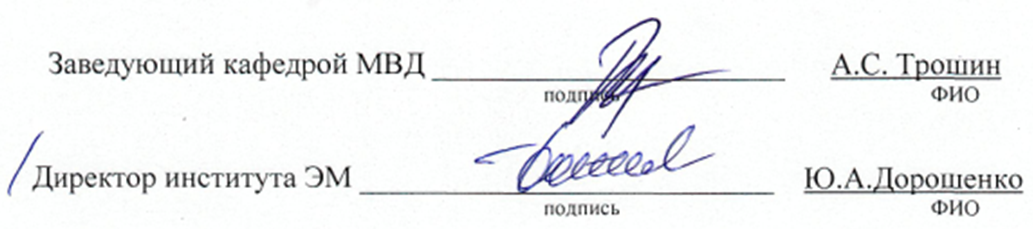 Заведующий кафедрой МВД А.С. Трошин
подпись ФИО
Директор института ЭМ Ю.А.Дорошенко
подпись ФИО